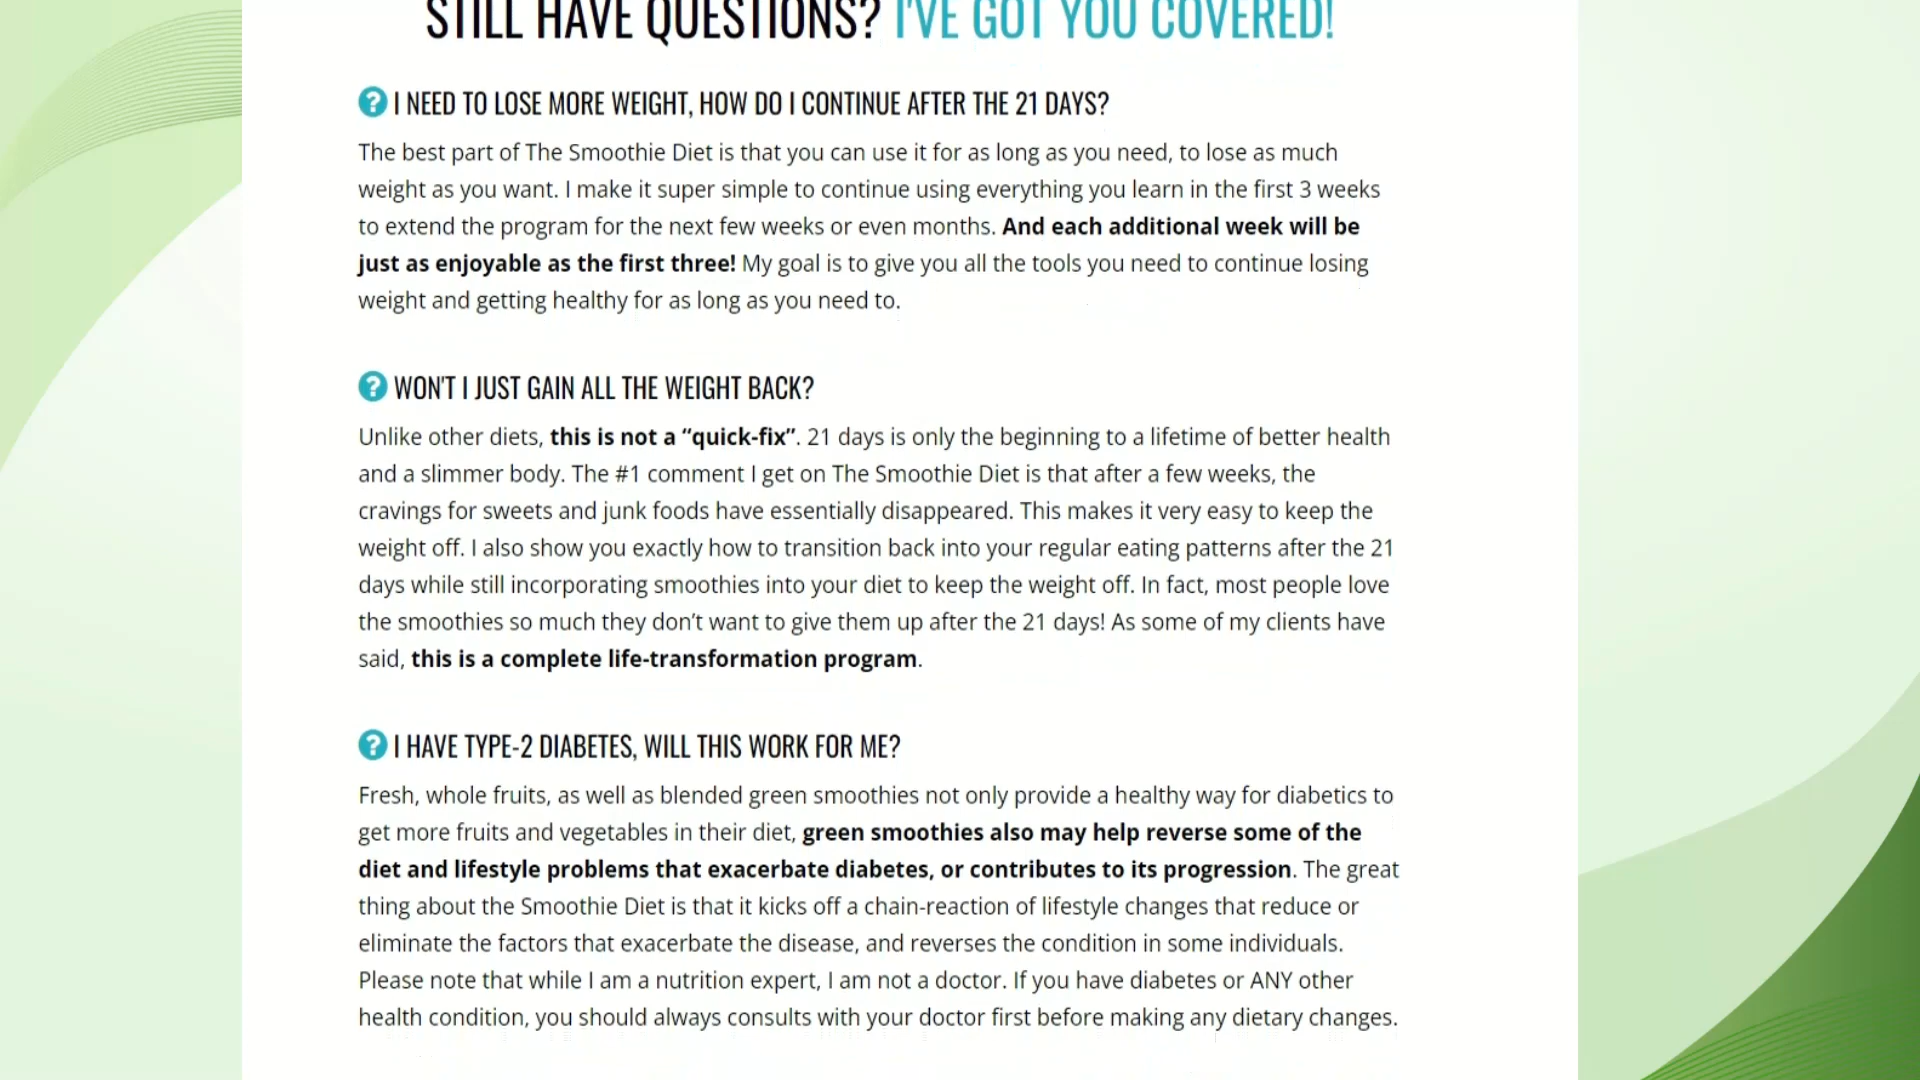 STILL HAVE QUESTIONS? I'VE GOT YOU COVERED!
? I NEED TO LOSE MORE WEIGHT, HOW DO I CONTINUE AFTER THE 21 DAYS?
The best part of The Smoothie Diet is that you can use it for as long as you need, to lose as much
weight as you want. I make it super simple to continue using everything you learn in the first 3 weeks
to extend the program for the next few weeks or even months. And each additional week will be
just as enjoyable as the first three! My goal is to give you all the tools you need to continue losing
weight and getting healthy for as long as you need to.
? WON'T I JUST GAIN ALL THE WEIGHT BACK?
Unlike other diets, this is not a “quick-fix”. 21 days is only the beginning to a lifetime of better health
and a slimmer body. The #1 comment I get on The Smoothie Diet is that after a few weeks, the
cravings for sweets and junk foods have essentially disappeared. This makes it very easy to keep the
weight off. I also show you exactly how to transition back into your regular eating patterns after the 21
days while still incorporating smoothies into your diet to keep the weight off. In fact, most people love
the smoothies so much they don’t want to give them up after the 21 days! As some of my clients have
said, this is a complete life-transformation program.
? I HAVE TYPE-2 DIABETES, WILL THIS WORK FOR ME?
Fresh, whole fruits, as well as blended green smoothies not only provide a healthy way for diabetics to
get more fruits and vegetables in their diet, green smoothies also may help reverse some of the
diet and lifestyle problems that exacerbate diabetes, or contributes to its progression. The great
thing about the Smoothie Diet is that it kicks off a chain-reaction of lifestyle changes that reduce or
eliminate the factors that exacerbate the disease, and reverses the condition in some individuals.
Please note that while I am a nutrition expert, I am not a doctor. If you have diabetes or ANY other
health condition, you should always consults with your doctor first before making any dietary changes.